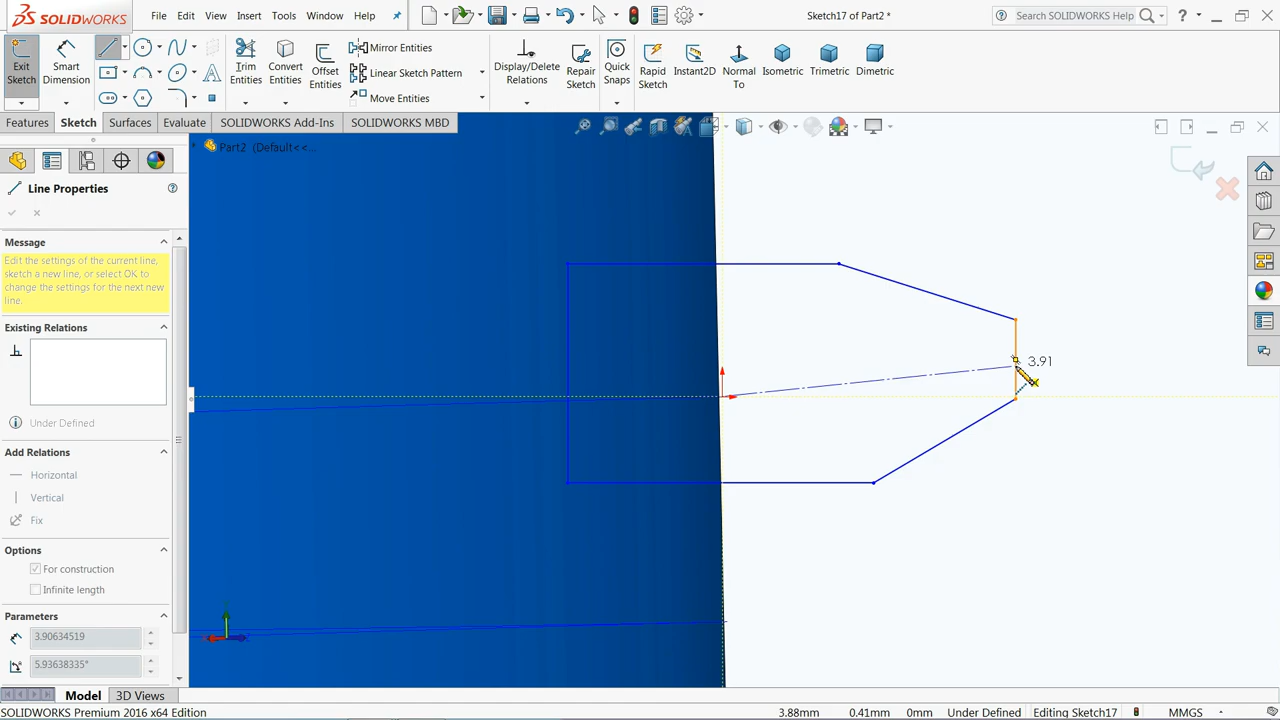 SOLIDWORKS
File
Edit
View
Insert
Tools
Window
Help
Sketch17 of Part2 *
Search SOLIDWORKS Help
Exit Sketch
Smart Dimension
Trim Entities
Convert Entities
Offset Entities
Mirror Entities
Linear Sketch Pattern
Move Entities
Display/Delete Relations
Repair Sketch
Quick Snaps
Rapid Sketch
Instant2D
Normal To
Isometric
Trimetric
Dimetric
Features
Sketch
Surfaces
Evaluate
SOLIDWORKS Add-Ins
SOLIDWORKS MBD
Part2 (Default<<...
Line Properties
Message
Edit the settings of the current line, sketch a new line, or select OK to change the settings for the next new line.
Existing Relations
Under Defined
Add Relations
Horizontal
Vertical
Fix
Options
For construction
Infinite length
Parameters
3.90634519
5.93638335°
3.91
Model
3D Views
SOLIDWORKS Premium 2016 x64 Edition
3.88mm
0.41mm
0mm
Under Defined
Editing Sketch17
MMGS